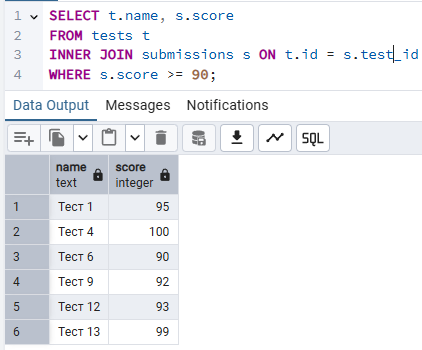 1 SELECT t.name, s.score
2 FROM tests t
3 INNER JOIN submissions s ON t.id = s.test_id
4 WHERE s.score >= 90;
Data Output Messages Notifications
SQL
name text score integer
1 Тест 1 95
2 Тест 4 100
3 Тест 6 90
4 Тест 9 92
5 Тест 12 93
6 Тест 13 99